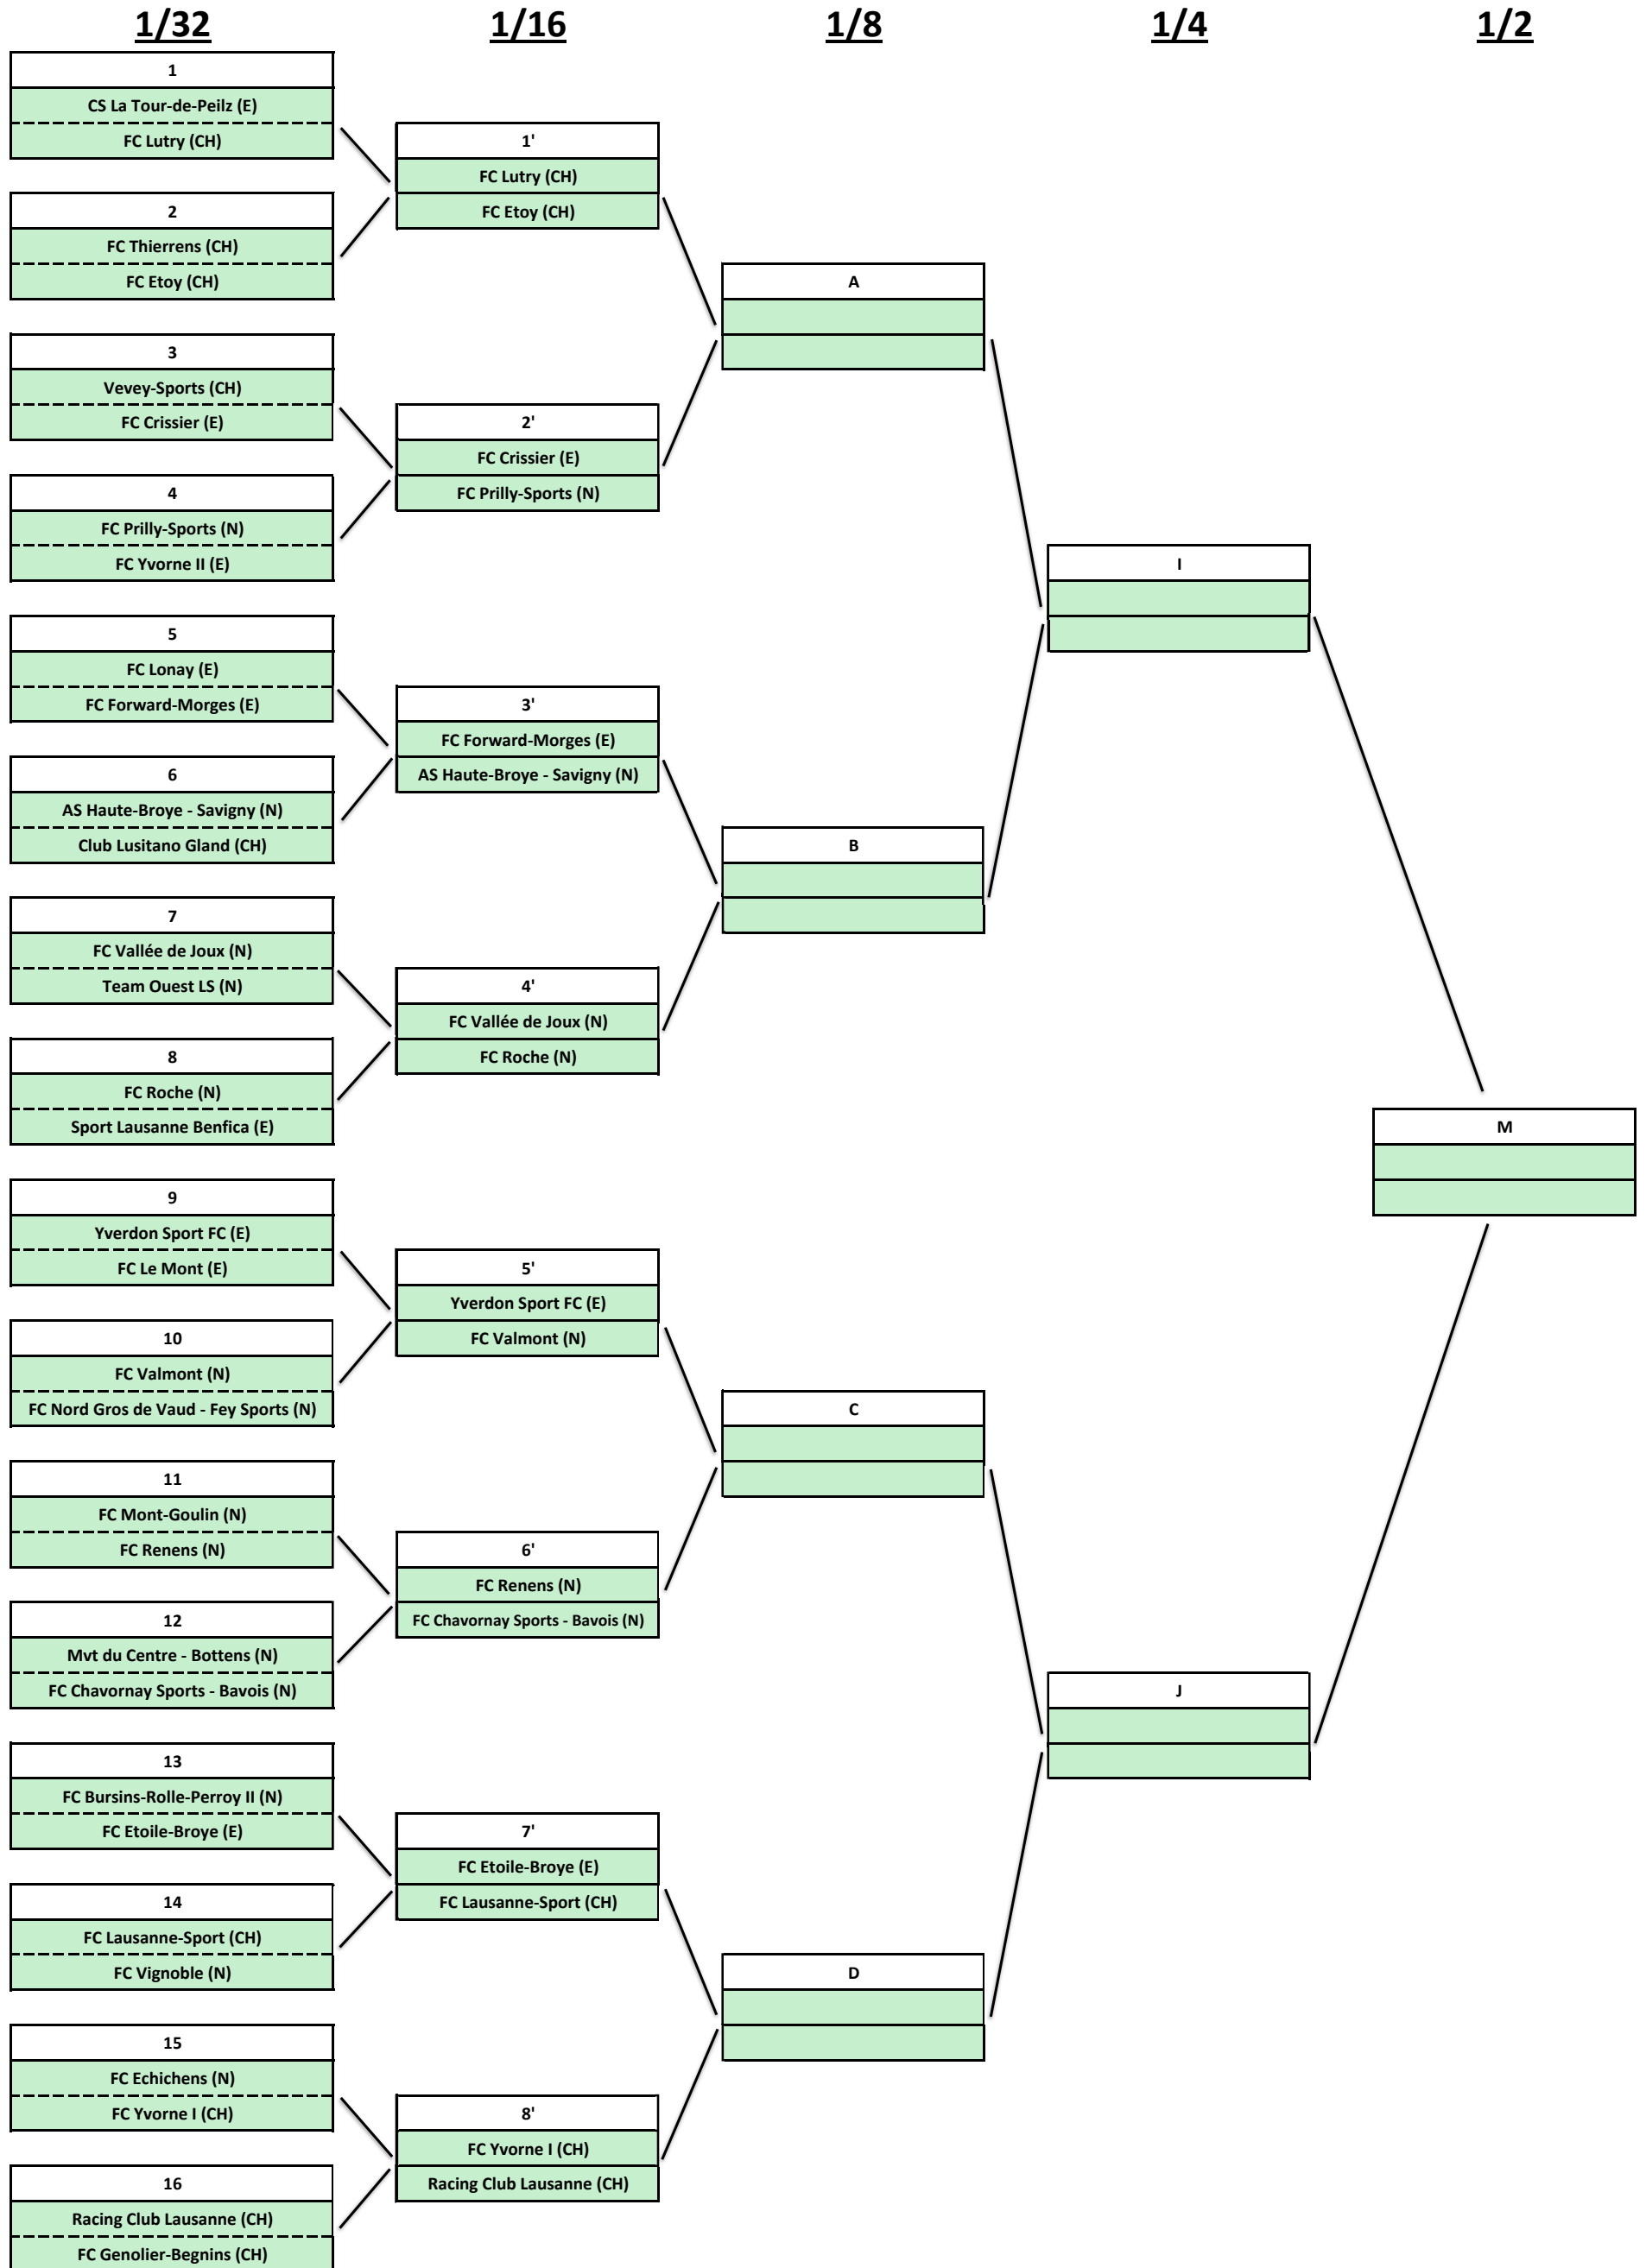 1/32
1/16
1/8
1/4
1/2
1
CS La Tour-de-Peilz (E)
FC Lutry (CH)
2
FC Thierrens (CH)
FC Etoy (CH)
3
Vevey-Sports (CH)
FC Crissier (E)
4
FC Prilly-Sports (N)
FC Yvorne II (E)
5
FC Lonay (E)
FC Forward-Morges (E)
6
AS Haute-Broye - Savigny (N)
Club Lusitano Gland (CH)
7
FC Vallée de Joux (N)
Team Ouest LS (N)
8
FC Roche (N)
Sport Lausanne Benfica (E)
9
Yverdon Sport FC (E)
FC Le Mont (E)
10
FC Valmont (N)
FC Nord Gros de Vaud - Fey Sports (N)
11
FC Mont-Goulin (N)
FC Renens (N)
12
Mvt du Centre - Bottens (N)
FC Chavornay Sports - Bavois (N)
13
FC Bursins-Rolle-Perroy II (N)
FC Etoile-Broye (E)
14
FC Lausanne-Sport (CH)
FC Vignoble (N)
15
FC Echichens (N)
FC Yvorne I (CH)
16
Racing Club Lausanne (CH)
FC Genolier-Begnins (CH)
1'
FC Lutry (CH)
FC Etoy (CH)
2'
FC Crissier (E)
FC Prilly-Sports (N)
3'
FC Forward-Morges (E)
AS Haute-Broye - Savigny (N)
4'
FC Vallée de Joux (N)
FC Roche (N)
5'
Yverdon Sport FC (E)
FC Valmont (N)
6'
FC Renens (N)
FC Chavornay Sports - Bavois (N)
7'
FC Etoile-Broye (E)
FC Lausanne-Sport (CH)
8'
FC Yvorne I (CH)
Racing Club Lausanne (CH)
A
B
C
D
I
J
M